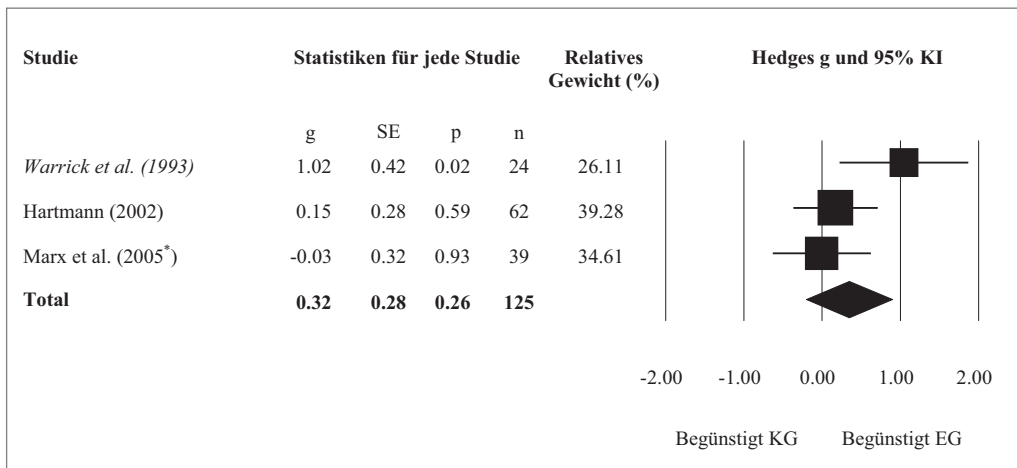 Studie Statistiken für jede Studie Relatives Gewicht (%) Hedges g und 95% KI
g SE p n
Warrick et al. (1993) 1.02 0.42 0.02 24 26.11
Hartmann (2002) 0.15 0.28 0.59 62 39.28
Marx et al. (2005*) -0.03 0.32 0.93 39 34.61
Total 0.32 0.28 0.26 125
-2.00 -1.00 0.00 1.00 2.00
Begünstigt KG Begünstigt EG